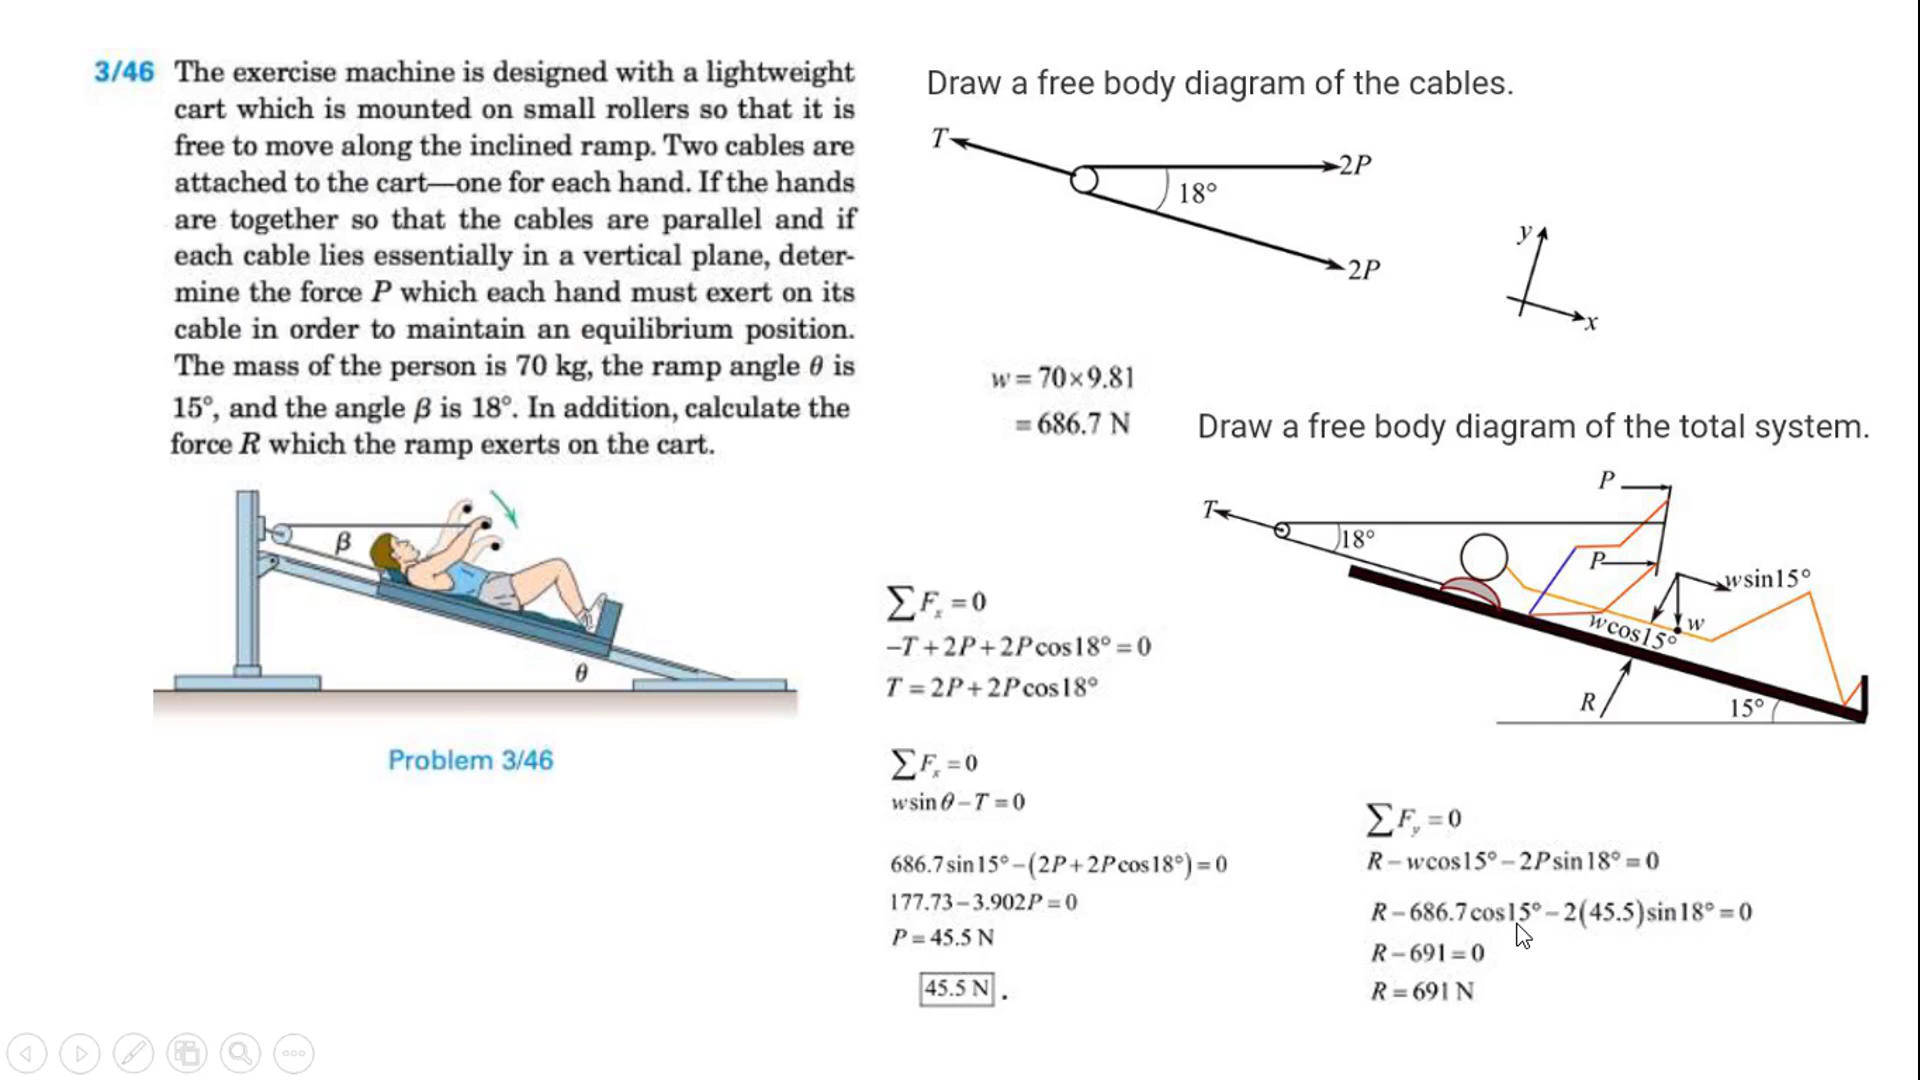 3/46 The exercise machine is designed with a lightweight
cart which is mounted on small rollers so that it is
free to move along the inclined ramp. Two cables are
attached to the cart—one for each hand. If the hands
are together so that the cables are parallel and if
each cable lies essentially in a vertical plane, deter-
mine the force P which each hand must exert on its
cable in order to maintain an equilibrium position.
The mass of the person is 70 kg, the ramp angle θ is
15°, and the angle β is 18°. In addition, calculate the
force R which the ramp exerts on the cart.
β
θ
Problem 3/46
Draw a free body diagram of the cables.
T
2P
18°
2P
y
x
w = 70×9.81
= 686.7 N
Draw a free body diagram of the total system.
P
T
18°
P
w sin15°
w
w cos15°
R
15°
∑Fx = 0
−T + 2P + 2P cos18° = 0
T = 2P + 2P cos18°
∑Fx = 0
w sin θ − T = 0
686.7 sin15° − (2P + 2P cos18°) = 0
177.73 − 3.902P = 0
P = 45.5 N
45.5 N .
∑Fy = 0
R − w cos15° − 2P sin18° = 0
R − 686.7 cos15° − 2(45.5) sin18° = 0
R − 691 = 0
R = 691 N